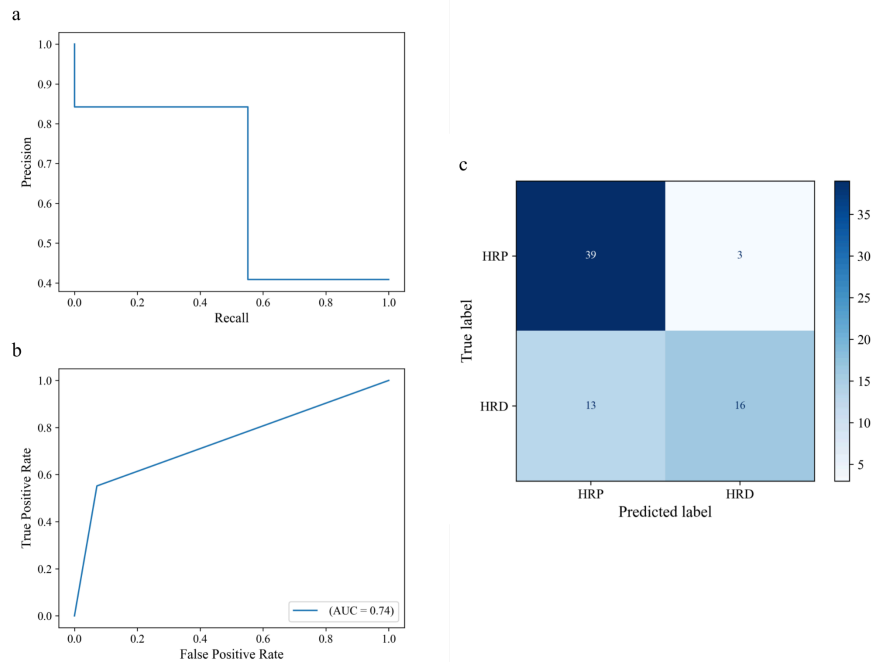 a
1.0
0.9
0.8
0.7
0.6
0.5
0.4
Precision
0.0 0.2 0.4 0.6 0.8 1.0
Recall
b
1.0
0.8
0.6
0.4
0.2
0.0
True Positive Rate
(AUC = 0.74)
0.0 0.2 0.4 0.6 0.8 1.0
False Positive Rate
c
HRP
39 3
HRD
13 16
True label
HRP HRD
Predicted label
35
30
25
20
15
10
5